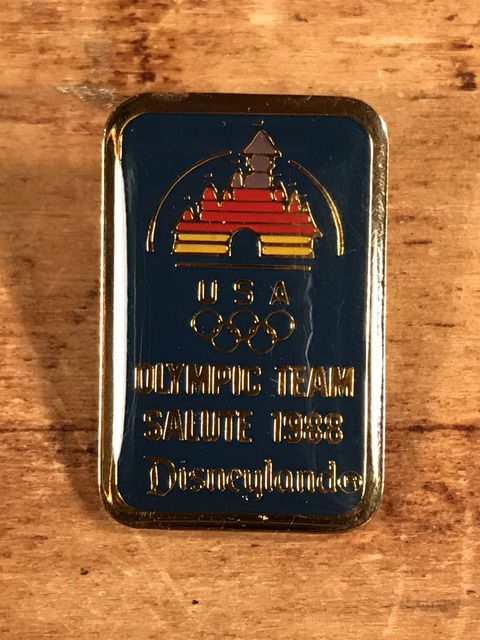 USA
OLYMPIC TEAM
SALUTE 1988
Disneyland®